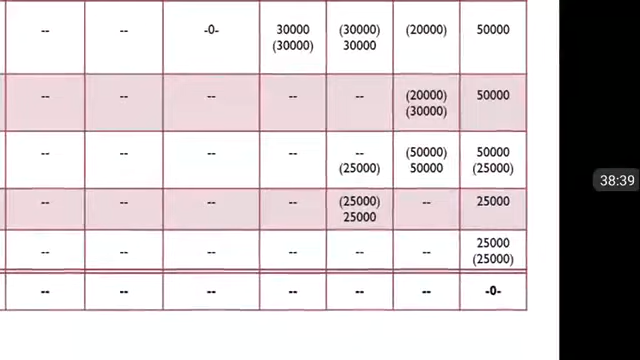 -- -- -0- 30000 (30000) (20000) 50000
(30000) 30000
-- -- -- -- -- (20000) 50000
(30000)
-- -- -- -- -- (50000) 50000
(25000) 50000 (25000)
-- -- -- -- (25000) -- 25000
25000
25000
-- -- -- -- -- -- (25000)
-- -- -- -- -- -- -0-
38:39